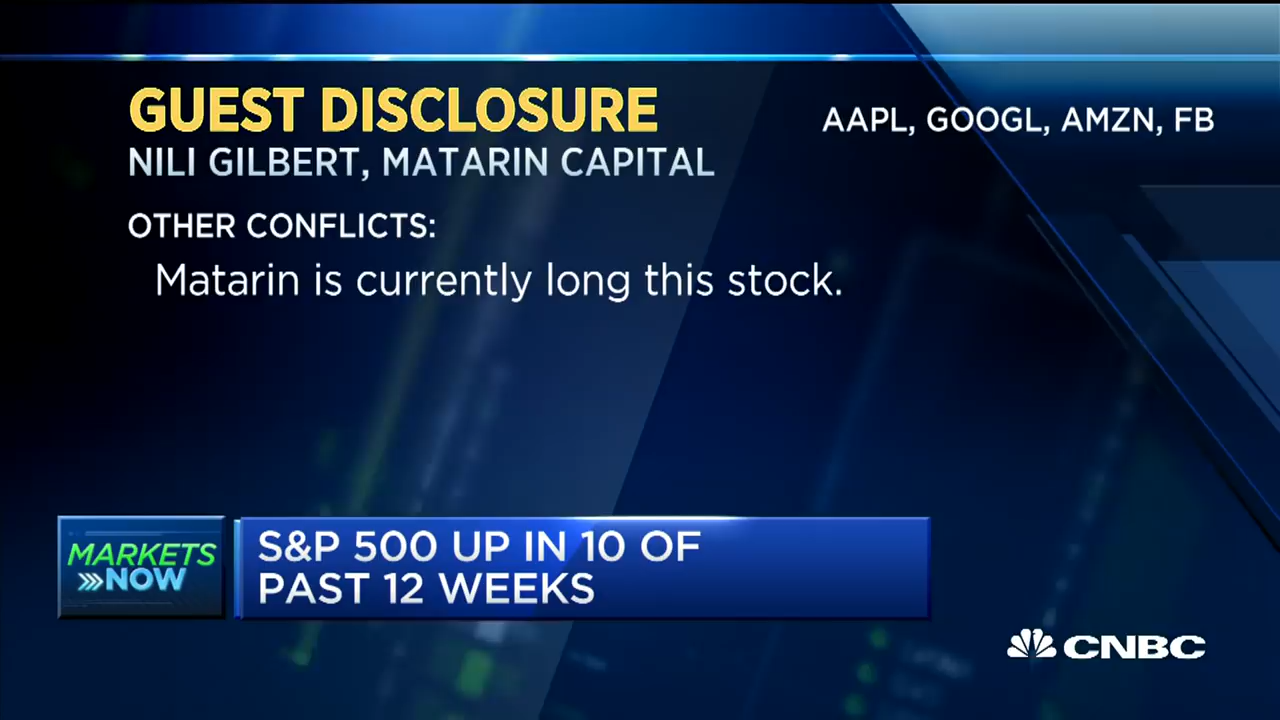 GUEST DISCLOSURE
AAPL, GOOGL, AMZN, FB
NILI GILBERT, MATARIN CAPITAL
OTHER CONFLICTS:
Matarin is currently long this stock.
MARKETS
NOW
S&P 500 UP IN 10 OF
PAST 12 WEEKS
CNBC